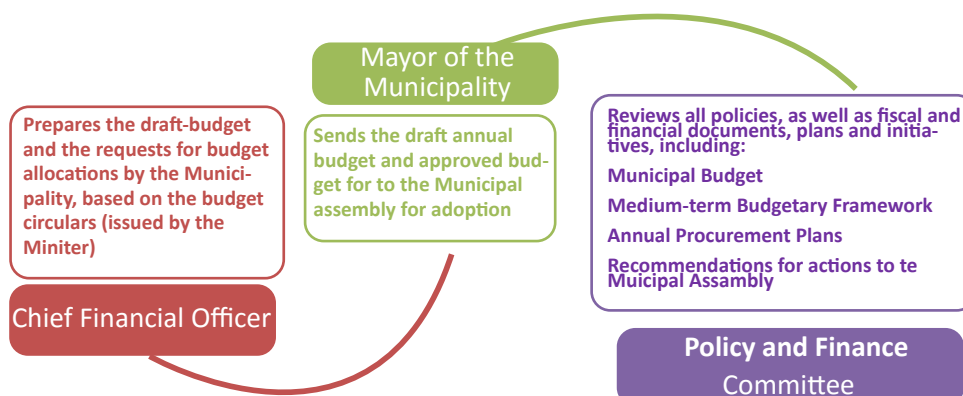 Mayor of the
Municipality
Prepares the draft-budget
and the requests for budget
allocations by the Munici-
pality, based on the budget
circulars (issued by the
Miniter)
Chief Financial Officer
Sends the draft annual
budget and approved bud-
get for to the Municipal
assembly for adoption
Reviews all policies, as well as fiscal and
financial documents, plans and initia-
tives, including:
Municipal Budget
Medium-term Budgetary Framework
Annual Procurement Plans
Recommendations for actions to te
Muicipal Assambly
Policy and Finance
Committee